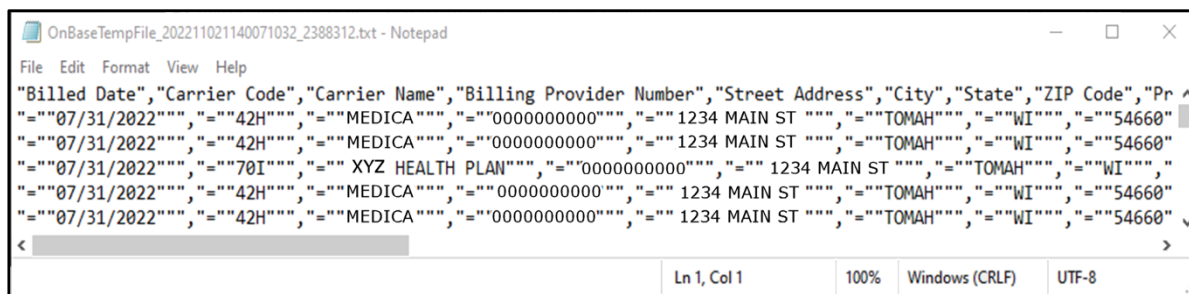 OnBaseTempFile_202211021140071032_2388312.txt - Notepad
File Edit Format View Help
"Billed Date","Carrier Code","Carrier Name","Billing Provider Number","Street Address","City","State","ZIP Code","Pr
"=""07/31/2022""","=""42H""","=""MEDICA""","=""0000000000""","=""1234 MAIN ST ""","=""TOMAH""","=""WI""","=""54660"
"=""07/31/2022""","=""42H""","=""MEDICA""","=""0000000000""","=""1234 MAIN ST ""","=""TOMAH""","=""WI""","=""54660"
"=""07/31/2022""","=""70I""","="" XYZ HEALTH PLAN""","=""0000000000""","="" 1234 MAIN ST ""","=""TOMAH""","=""WI""","
"=""07/31/2022""","=""42H""","=""MEDICA""","=""0000000000""","="" 1234 MAIN ST ""","=""TOMAH""","=""WI""","=""54660"
"=""07/31/2022""","=""42H""","=""MEDICA""","=""0000000000""","="" 1234 MAIN ST ""","=""TOMAH""","=""WI""","=""54660"
Ln 1, Col 1 100% Windows (CRLF) UTF-8